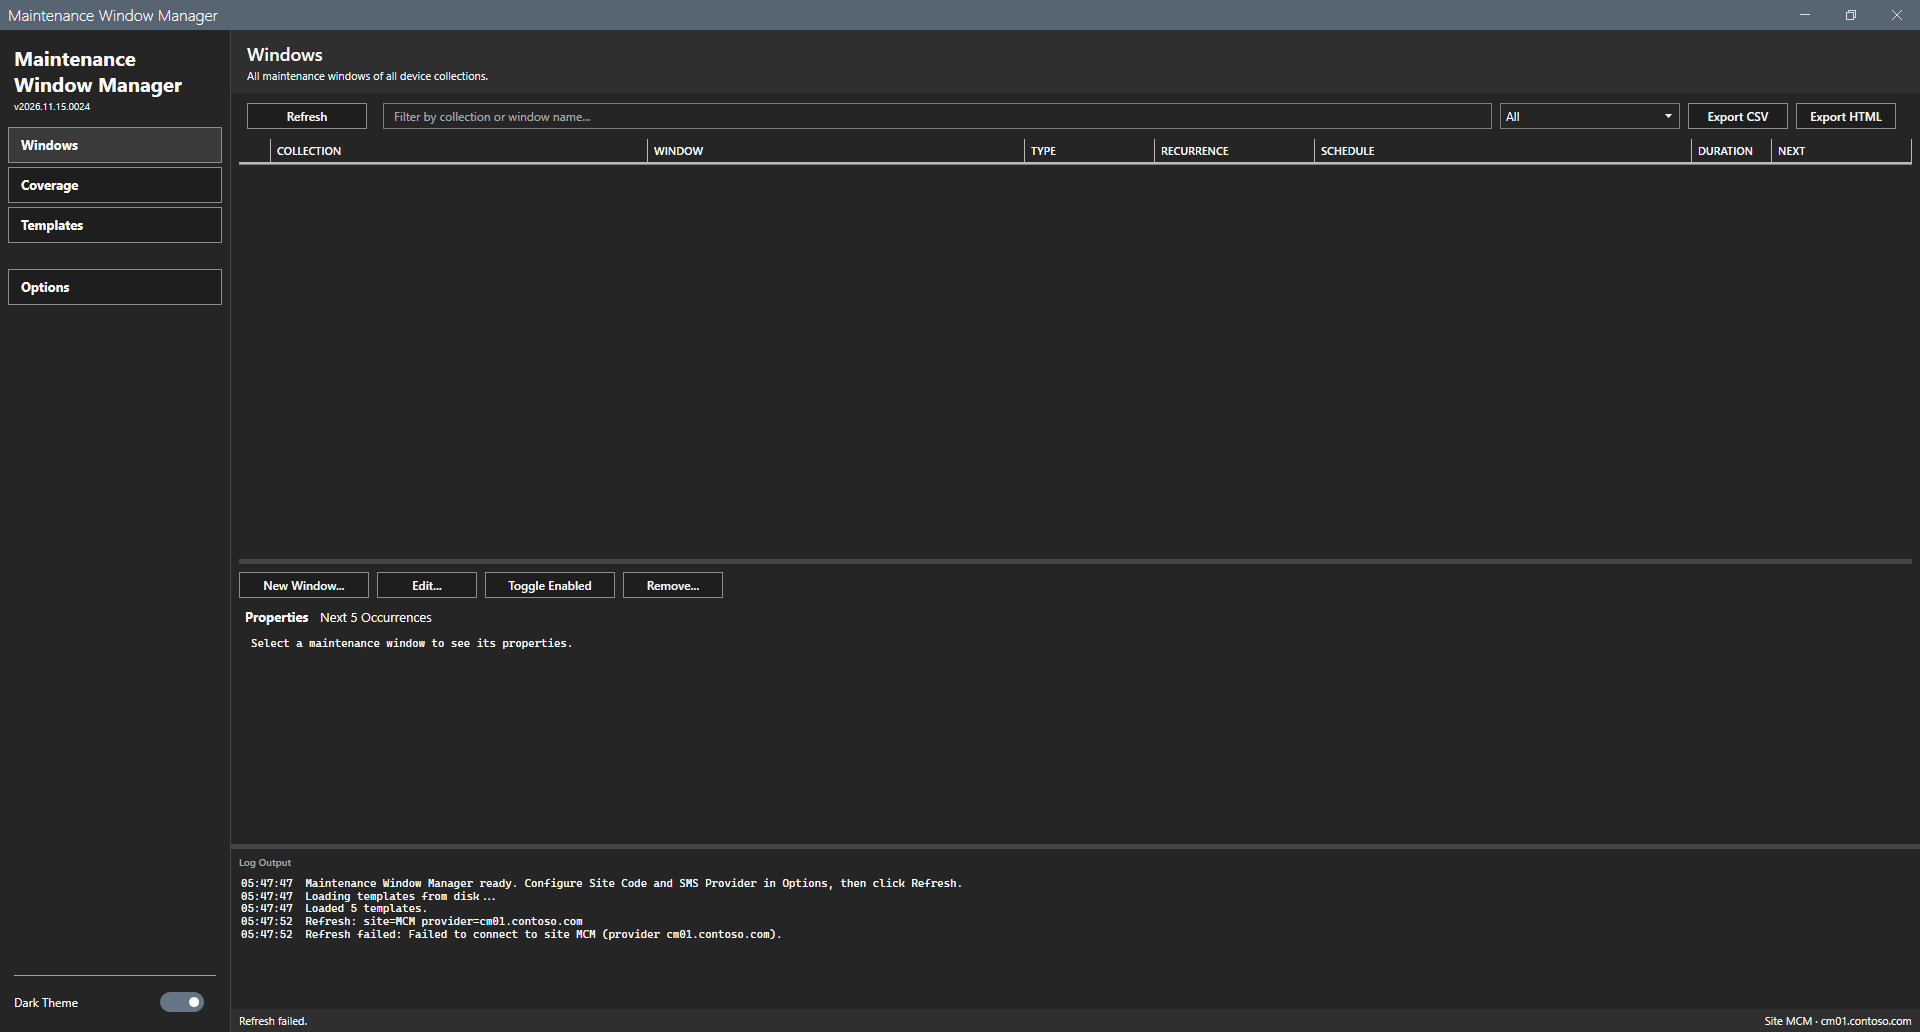 Maintenance Window Manager
Maintenance
Window Manager
v2026.11.15.0024
Windows
Coverage
Templates
Options
Dark Theme
Windows
All maintenance windows of all device collections.
Refresh
Filter by collection or window name...
All
Export CSV
Export HTML
COLLECTION
WINDOW
TYPE
RECURRENCE
SCHEDULE
DURATION
NEXT
New Window...
Edit...
Toggle Enabled
Remove...
Properties
Next 5 Occurrences
Select a maintenance window to see its properties.
Log Output
05:47:47  Maintenance Window Manager ready. Configure Site Code and SMS Provider in Options, then click Refresh.
05:47:47  Loading templates from disk...
05:47:47  Loaded 5 templates.
05:47:52  Refresh: site=MCM provider=cm01.contoso.com
05:47:52  Refresh failed: Failed to connect to site MCM (provider cm01.contoso.com).
Refresh failed.
Site MCM · cm01.contoso.com